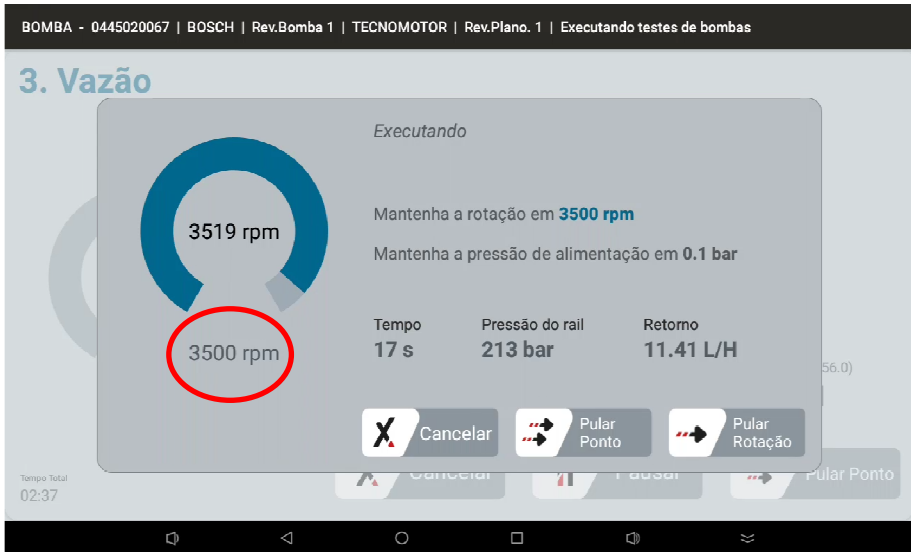 BOMBA - 0445020067 | BOSCH | Rev.Bomba 1 | TECNOMOTOR | Rev.Plano. 1 | Executando testes de bombas
3. Vazão
Executando
3519 rpm
Mantenha a rotação em 3500 rpm
Mantenha a pressão de alimentação em 0.1 bar
3500 rpm
Tempo
Pressão do rail
Retorno
17 s
213 bar
11.41 L/H
56.0)
Cancelar
Pular
Ponto
Pular
Rotação
Tempo Total
02:37
Cancelar
Pausar
Pular Ponto